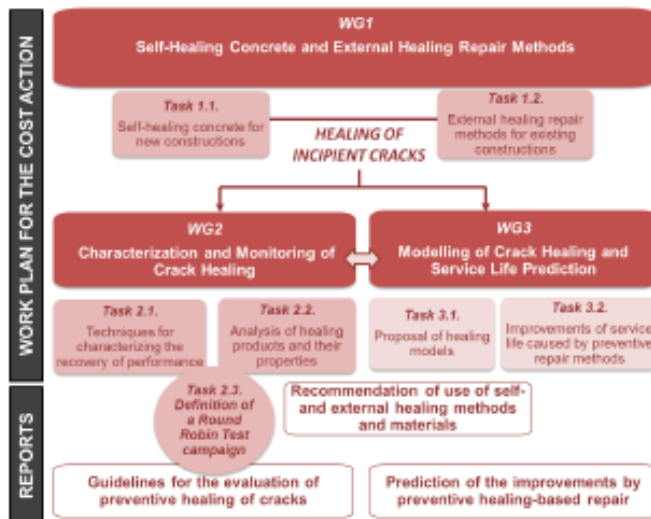 WORK PLAN FOR THE COST ACTION
WG1
Self-Healing Concrete and External Healing Repair Methods
Task 1.1.
Self-healing concrete for
new constructions
Task 1.2.
External healing repair
methods for existing
constructions
HEALING OF
INCIPIENT CRACKS
WG2
Characterization and Monitoring of
Crack Healing
WG3
Modelling of Crack Healing and
Service Life Prediction
Task 2.1.
Techniques for
characterizing the
recovery of performance
Task 2.2.
Analysis of healing
products and their
properties
Task 3.1.
Proposal of healing
models
Task 3.2.
Improvements of service
life caused by preventive
repair methods
REPORTS
Task 2.3.
Definition of
a Round
Robin Test
campaign
Recommendation of use of self-
and external healing methods
and materials
Guidelines for the evaluation of
preventive healing of cracks
Prediction of the improvements by
preventive healing-based repair